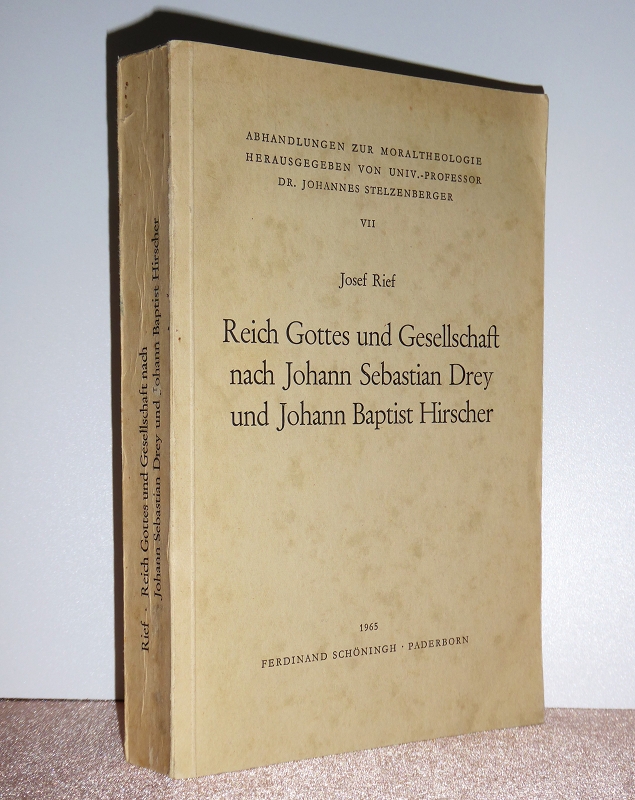 ABHANDLUNGEN ZUR MORALTHEOLOGIE
HERAUSGEGEBEN VON UNIV.-PROFESSOR
DR. JOHANNES STELZENBERGER
VII
Josef Rief
Reich Gottes und Gesellschaft
nach Johann Sebastian Drey
und Johann Baptist Hirscher
1965
FERDINAND SCHÖNINGH · PADERBORN
Rief · Reich Gottes und Gesellschaft nach
Johann Sebastian Drey und Johann Baptist Hirscher